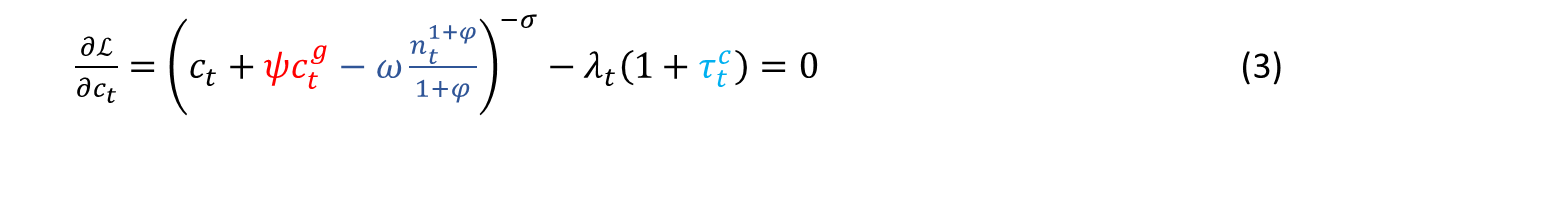 ∂ℒ/∂c_t = (c_t + ψc_t^g − ω n_t^{1+φ}/1+φ)^{−σ} − λ_t(1 + τ_t^c) = 0 (3)